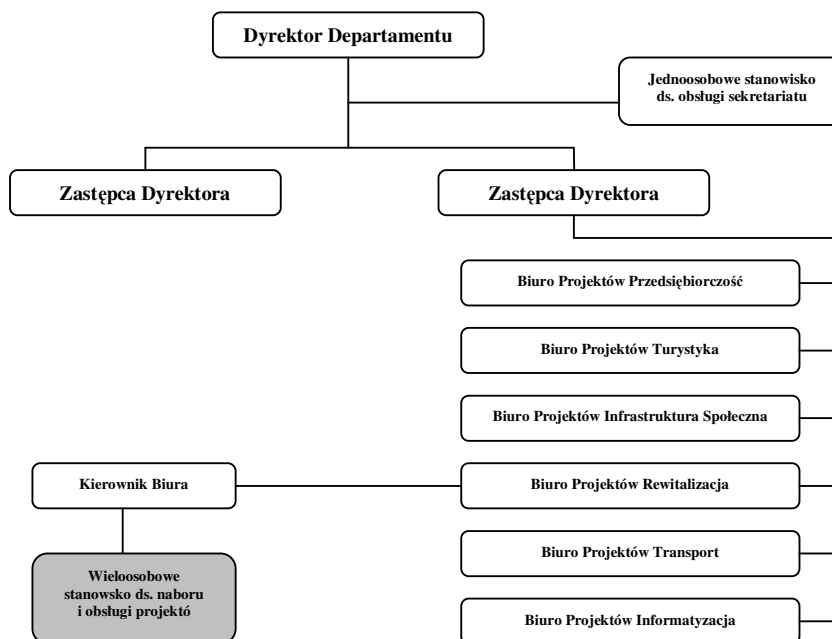 Dyrektor Departamentu
Jednoosobowe stanowisko
ds. obsługi sekretariatu
Zastępca Dyrektora
Zastępca Dyrektora
Biuro Projektów Przedsiębiorczość
Biuro Projektów Turystyka
Biuro Projektów Infrastruktura Społeczna
Kierownik Biura
Biuro Projektów Rewitalizacja
Wieloosobowe
stanowsko ds. naboru
i obsługi projektó
Biuro Projektów Transport
Biuro Projektów Informatyzacja